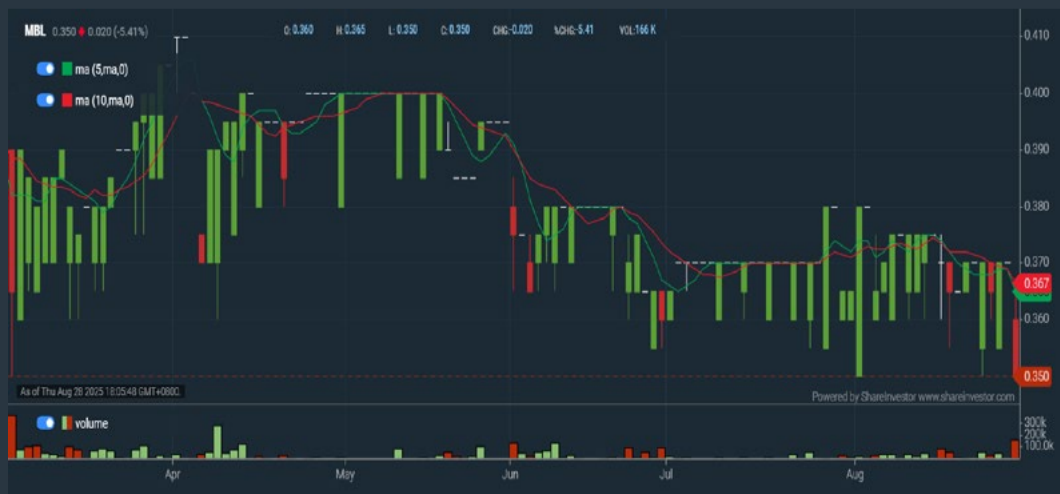 MBL 0.350 0.020 (-5.41%) O: 0.360 H: 0.365 L: 0.350 C: 0.350 CHG:-0.020 %CHG:-5.41 VOL:166 K
ma (5,ma,0)
ma (10,ma,0)
0.410
0.400
0.390
0.380
0.370
0.367
0.360
0.350
As of Thu Aug 28 2025 18:05:48 GMT+0800.
Powered by ShareInvestor www.shareinvestor.com
volume
300k
200k
100.0k
Apr May Jun Jul Aug